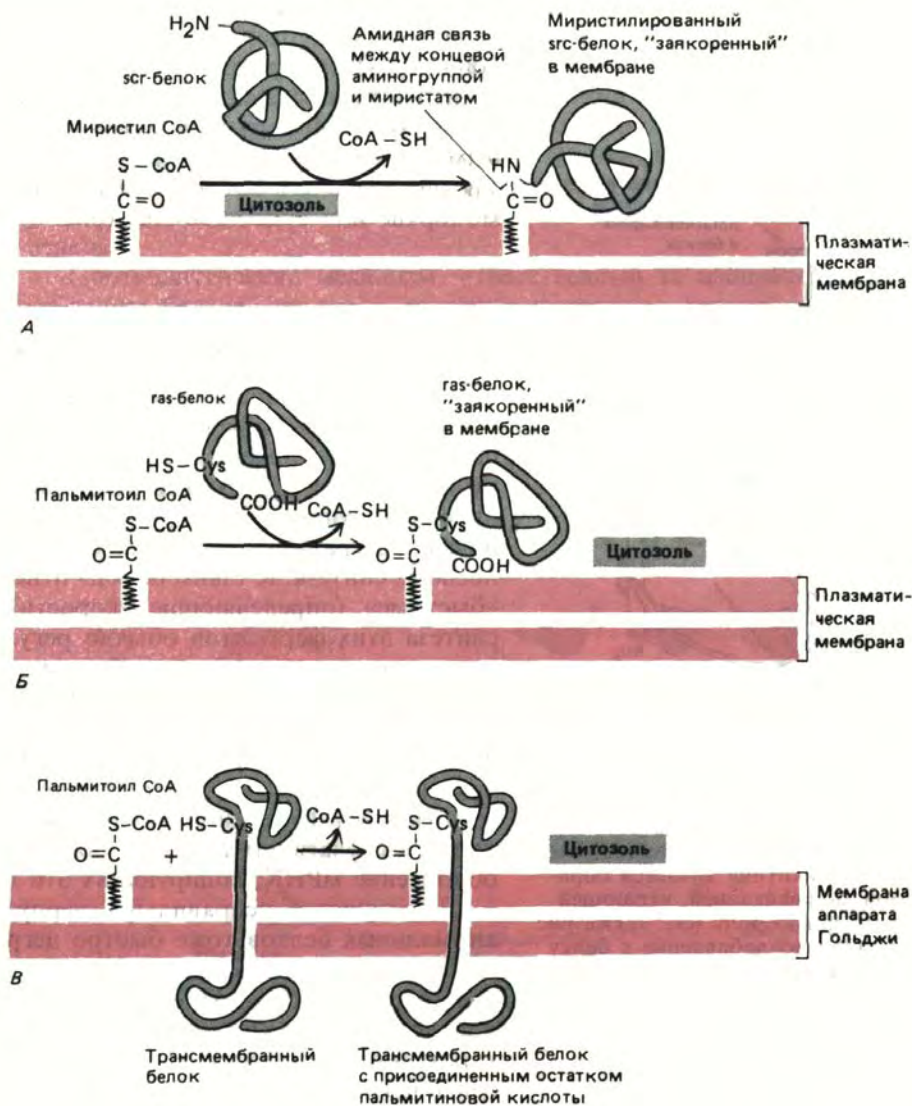 H₂N
scr-белок
Амидная связь
между концевой
аминогруппой
и миристатом
Миристилированный
src-белок, "заякоренный"
в мембране
Миристил CoA
CoA–SH
S–CoA
C=O
HN
C=O
Цитозоль
Плазмати-
ческая
мембрана
А
ras-белок
ras-белок,
"заякоренный"
в мембране
HS–Cys
Пальмитоил CoA
COOH
CoA–SH
S–CoA
O=C
S–Cys
O=C
COOH
Цитозоль
Плазмати-
ческая
мембрана
Б
Пальмитоил CoA
S–CoA
HS–Cys
CoA–SH
S–Cys
O=C
+
O=C
Цитозоль
Мембрана
аппарата
Гольджи
В
Трансмембранный
белок
Трансмембранный белок
с присоединенным остатком
пальмитиновой кислоты